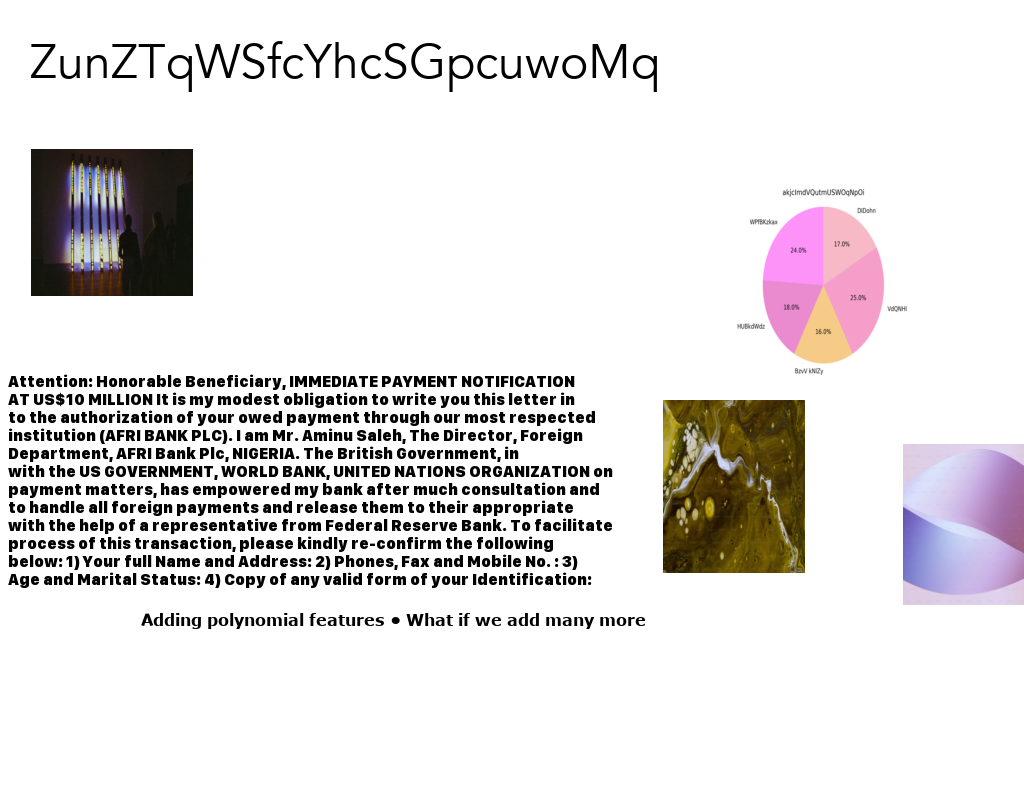 ZunZTqWSfcYhcSGpcuwoMq
akjcImdVQutmUSWOqNpOi
DlDohn
WPfBKzkax
17.0%
24.0%
25.0%
18.0%
VdQNHI
HUBkdWdz
16.0%
BzvV kNlZy
Attention: Honorable Beneficiary, IMMEDIATE PAYMENT NOTIFICATION
AT US$10 MILLION It is my modest obligation to write you this letter in
to the authorization of your owed payment through our most respected
institution (AFRI BANK PLC). I am Mr. Aminu Saleh, The Director, Foreign
Department, AFRI Bank Plc, NIGERIA. The British Government, in
with the US GOVERNMENT, WORLD BANK, UNITED NATIONS ORGANIZATION on
payment matters, has empowered my bank after much consultation and
to handle all foreign payments and release them to their appropriate
with the help of a representative from Federal Reserve Bank. To facilitate
process of this transaction, please kindly re-confirm the following
below: 1) Your full Name and Address: 2) Phones, Fax and Mobile No. : 3)
Age and Marital Status: 4) Copy of any valid form of your Identification:
Adding polynomial features • What if we add many more